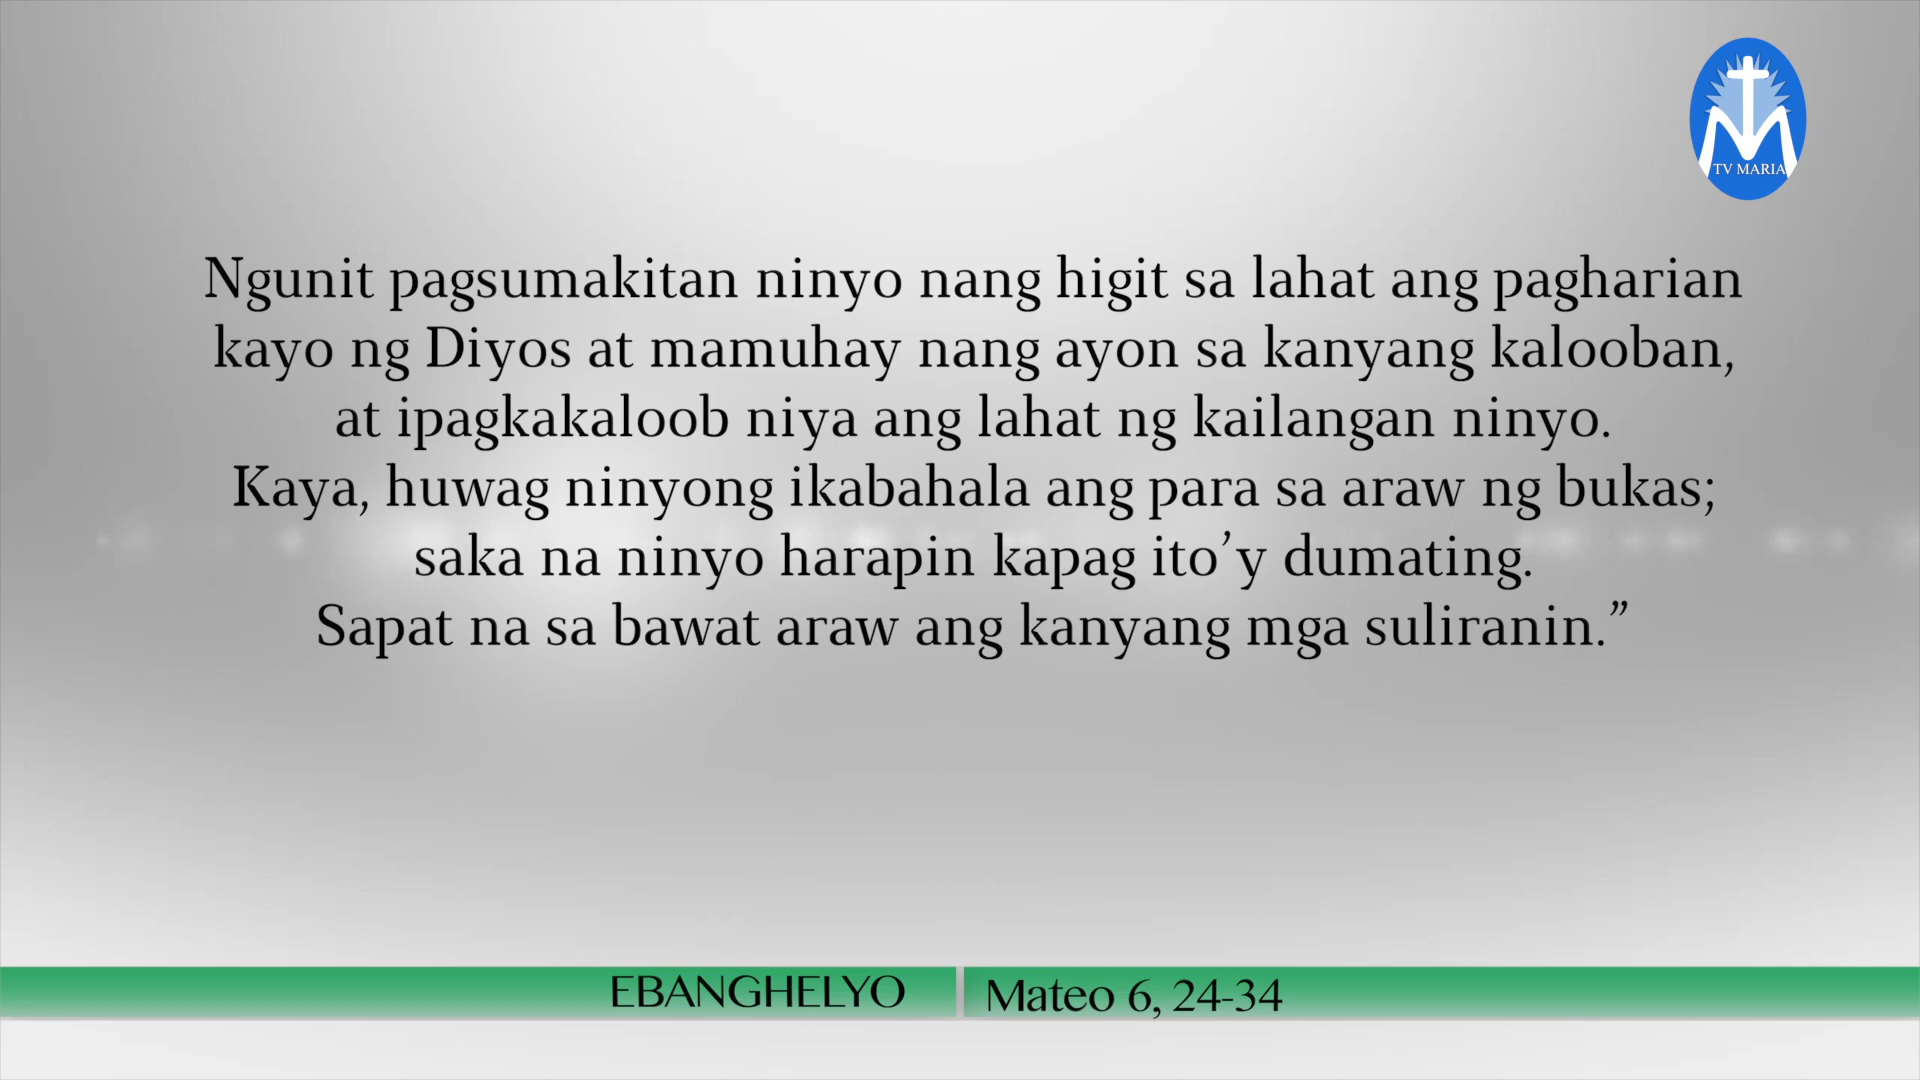 TV MARIA
Ngunit pagsumakitan ninyo nang higit sa lahat ang pagharian
kayo ng Diyos at mamuhay nang ayon sa kanyang kalooban,
at ipagkakaloob niya ang lahat ng kailangan ninyo.
Kaya, huwag ninyong ikabahala ang para sa araw ng bukas;
saka na ninyo harapin kapag ito’y dumating.
Sapat na sa bawat araw ang kanyang mga suliranin.”
EBANGHELYO
Mateo 6, 24-34